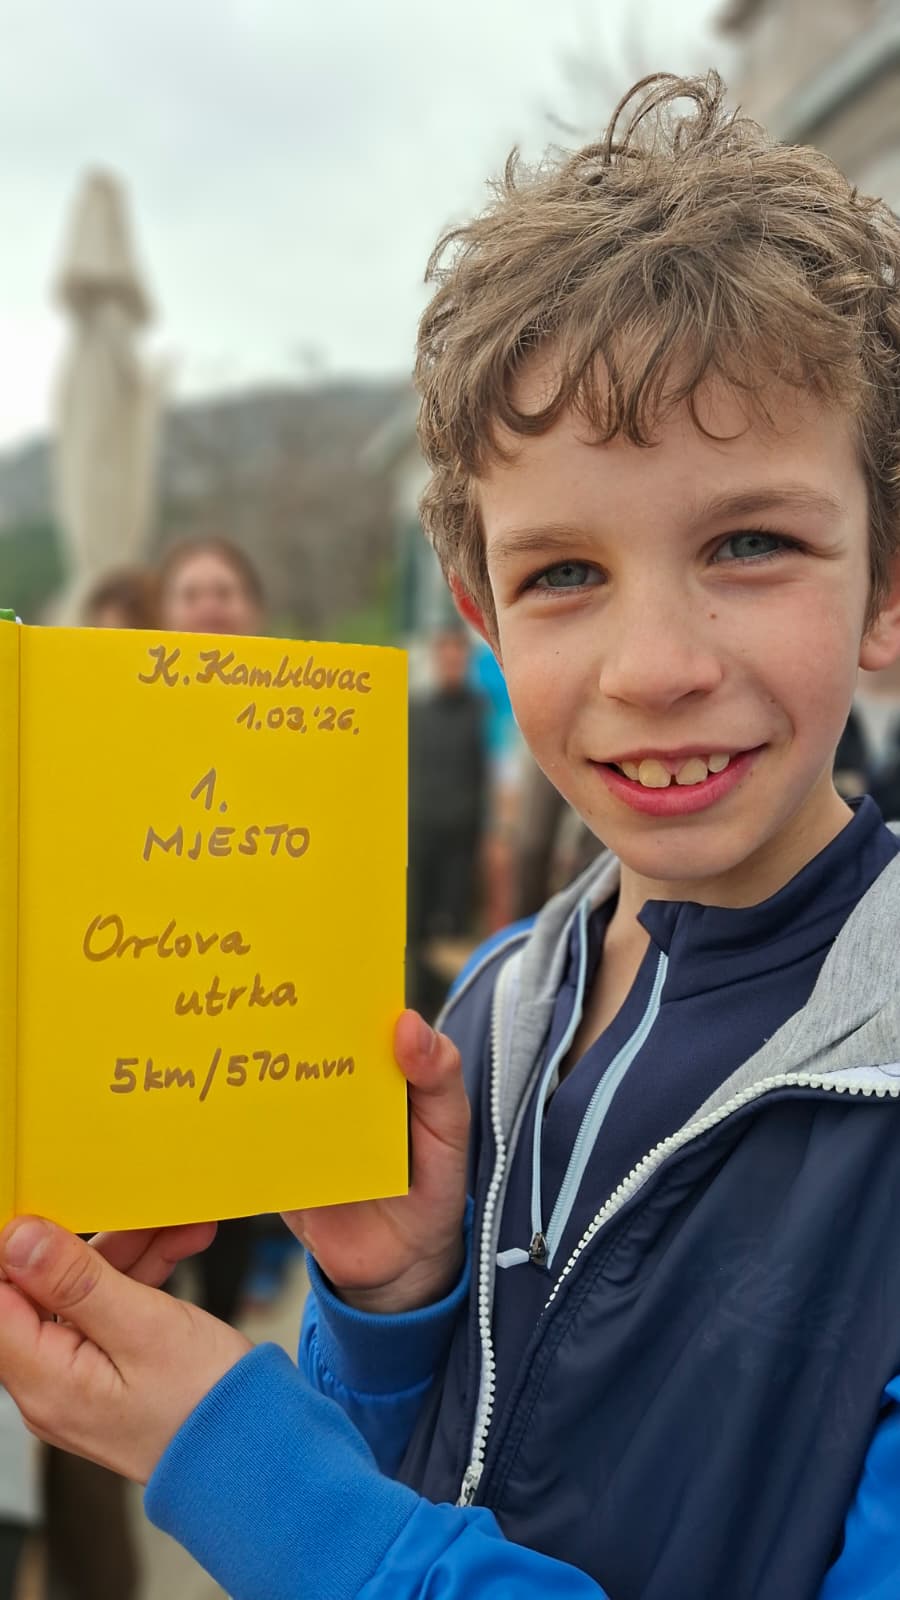 K. Kambelovac
1.03.'26.
1.
MJESTO
Orlova
utrka
5km/570mvn